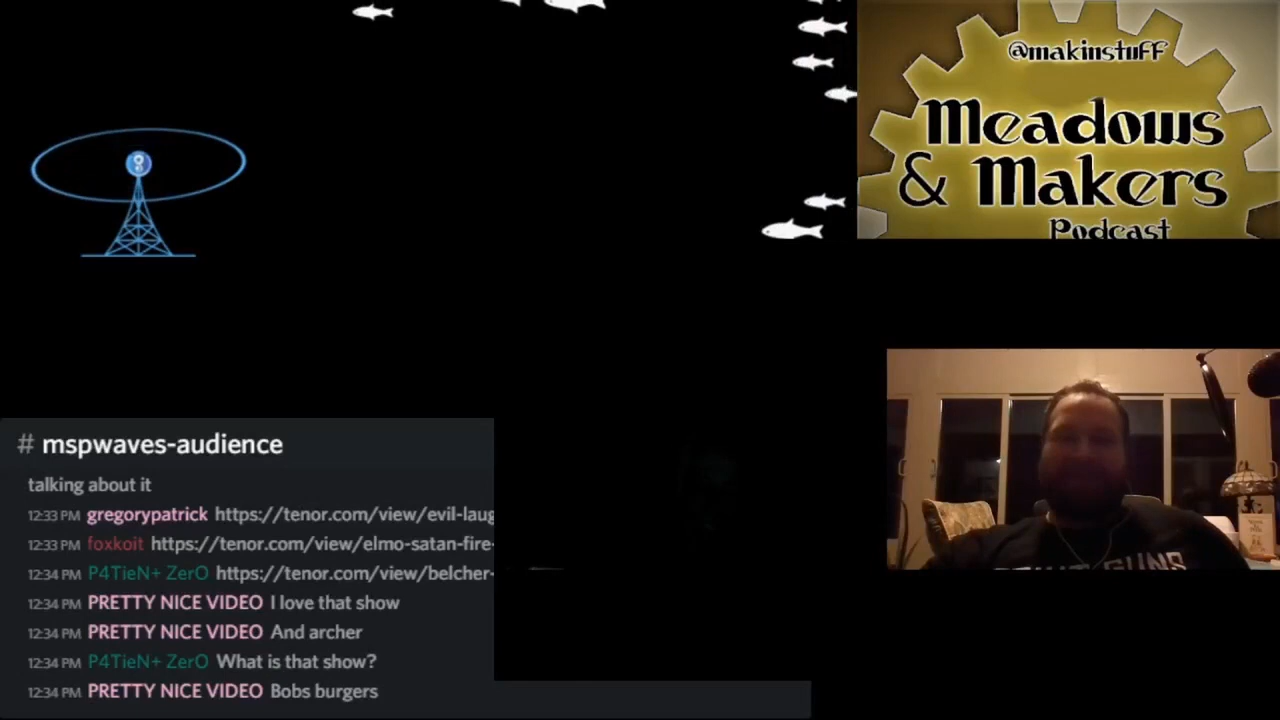 @makinstuff
Meadows
& Makers
Podcast
# mspwaves-audience
talking about it
12:33 PM gregorypatrick https://tenor.com/view/evil-laug
12:33 PM foxkoit https://tenor.com/view/elmo-satan-fire-
12:34 PM P4TieN+ ZerO https://tenor.com/view/belcher-
12:34 PM PRETTY NICE VIDEO I love that show
12:34 PM PRETTY NICE VIDEO And archer
12:34 PM P4TieN+ ZerO What is that show?
12:34 PM PRETTY NICE VIDEO Bobs burgers